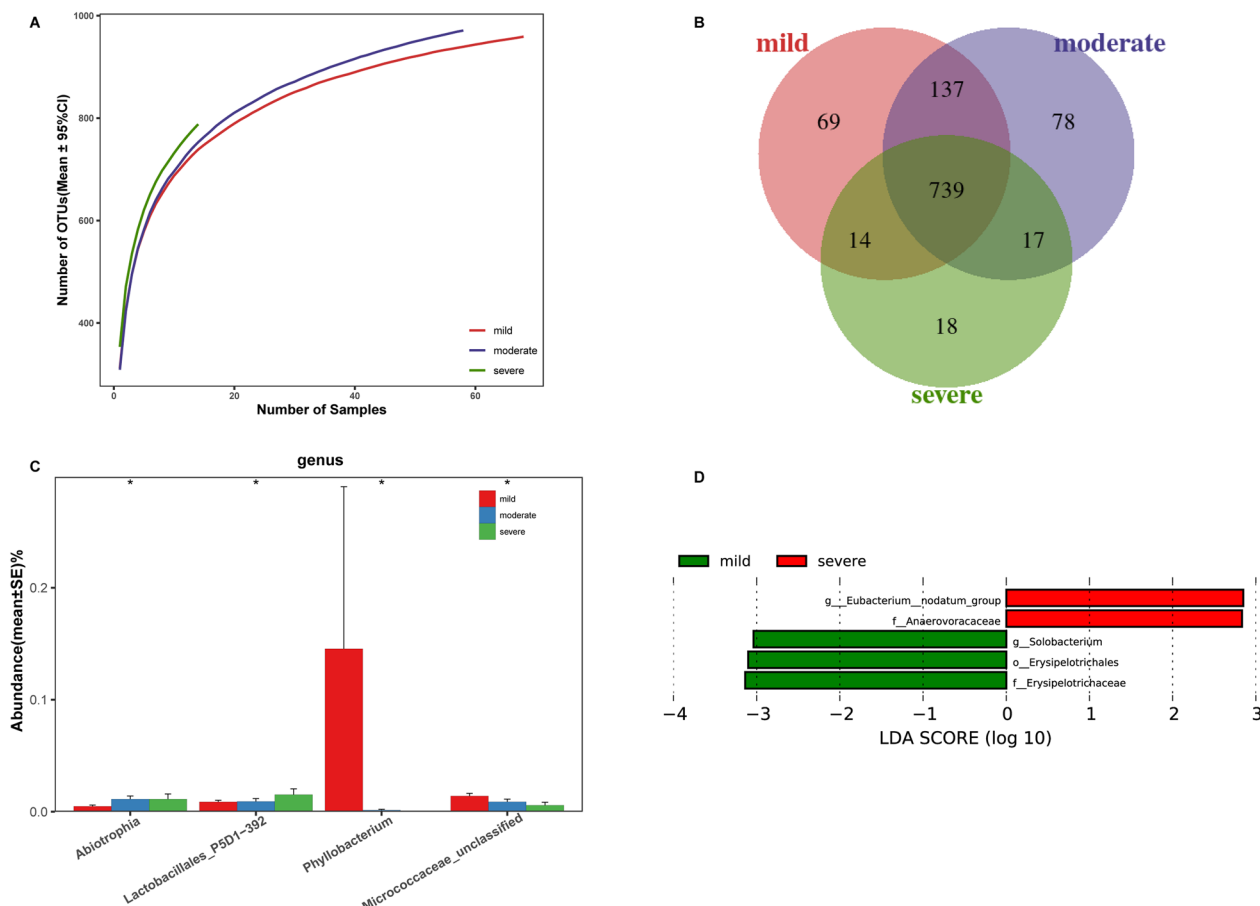 A
1000
800
600
400
Number of OTUs(Mean ± 95%CI)
mild
moderate
severe
0
20
40
60
Number of Samples
B
mild
moderate
137
69
78
739
14
17
18
severe
C
genus
*
*
*
*
mild
moderate
severe
0.2
0.1
0.0
Abundance(mean±SE)%
Abiotrophia
Lactobacillales_P5D1−392
Phyllobacterium
Micrococcaceae_unclassified
D
mild
severe
g___Eubacterium__nodatum_group
f__Anaerovoracaceae
g__Solobacterium
o__Erysipelotrichales
f__Erysipelotrichaceae
−4
−3
−2
−1
0
1
2
3
LDA SCORE (log 10)